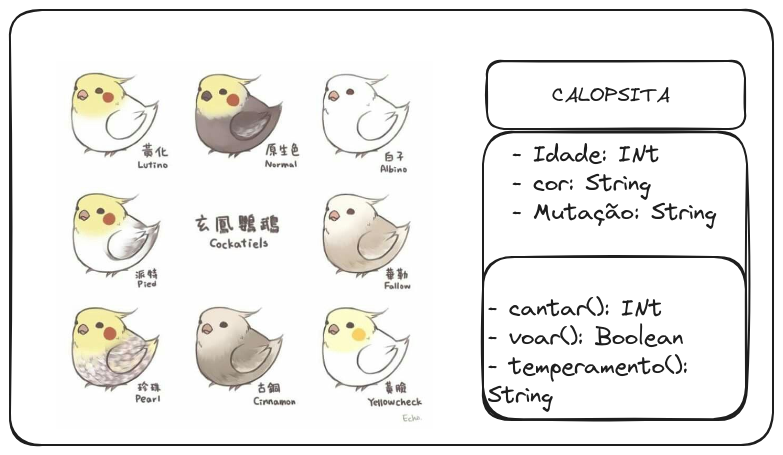 黃化
Lutino
原生色
Normal
白子
Albino
派特
Pied
玄鳳鸚鵡
Cockatiels
華勒
Fallow
珍珠
Pearl
古銅
Cinnamon
黃臉
Yellowcheck
Echo.
CALOPSITA
- Idade: INt
- cor: String
- Mutação: String
- cantar(): INt
- voar(): Boolean
- temperamento():
String